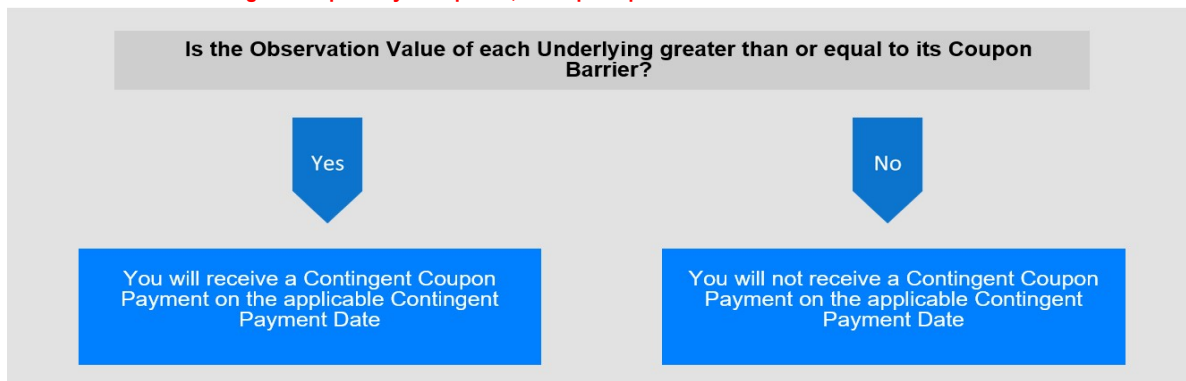 Is the Observation Value of each Underlying greater than or equal to its Coupon
Barrier?
Yes
No
You will receive a Contingent Coupon
Payment on the applicable Contingent
Payment Date
You will not receive a Contingent Coupon
Payment on the applicable Contingent
Payment Date